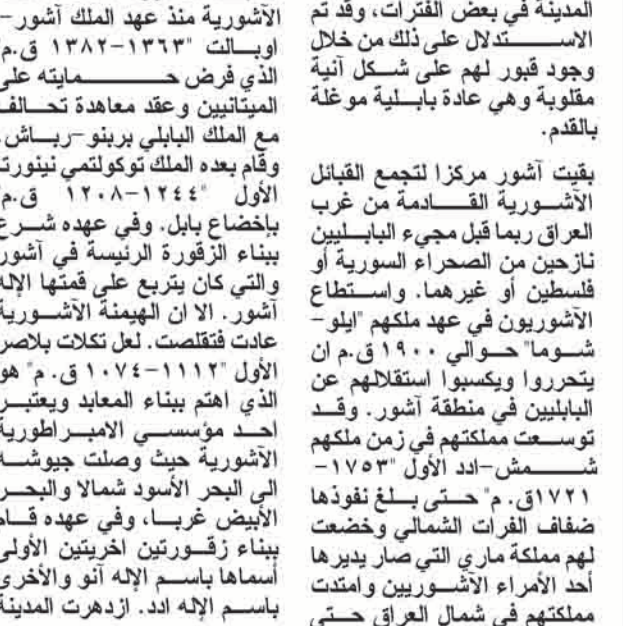 المدينة في بعض الفترات، وقد تم
الاستدلال على ذلك من خلال
وجود قبور لهم على شكل آنية
مقلوبة وهي عادة بابلية موغلة
بالقدم.
بقيت آشور مركزا لتجمع القبائل
الآشورية القادمة من غرب
العراق ربما قبل مجيء البابليين
نازحين من الصحراء السورية أو
فلسطين أو غيرهما. واستطاع
الآشوريون في عهد ملكهم "ايلو-
شوما" حوالي ١٩٠٠ ق.م ان
يتحرروا ويكسبوا استقلالهم عن
البابليين في منطقة آشور. وقد
توسعت مملكتهم في زمن ملكهم
شمش-ادد الأول "١٧٥٣-
١٧٢١ق.م" حتى بلغ نفوذها
ضفاف الفرات الشمالي وخضعت
لهم مملكة ماري التي صار يديرها
أحد الأمراء الآشوريين وامتدت
مملكتهم في شمال العراق حتى
الآشورية منذ عهد الملك آشور-
اوبالت "١٣٦٣-١٣٨٢ ق.م"
الذي فرض حمايته على
الميتانيين وعقد معاهدة تحالف
مع الملك البابلي بربنو-رياش.
وقام بعده الملك توكولتمي نينورتا
الأول "١٢٤٤-١٢٠٨ ق.م"
بإخضاع بابل. وفي عهده شرع
ببناء الزقورة الرئيسة في آشور
والتي كان يتربع على قمتها الإله
آشور. الا ان الهيمنة الآشورية
عادت فتقلصت. لعل تكلات بلاصر
الأول "١١١٢-١٠٧٤ ق.م" هو
الذي اهتم ببناء المعابد ويعتبر
احد مؤسسي الامبراطورية
الآشورية حيث وصلت جيوشه
الى البحر الأسود شمالا والبحر
الأبيض غربا، وفي عهده قام
ببناء زقورتين اخريتين الأولى
أسماها باسم الإله آنو والأخرى
باسم الإله ادد. ازدهرت المدينة